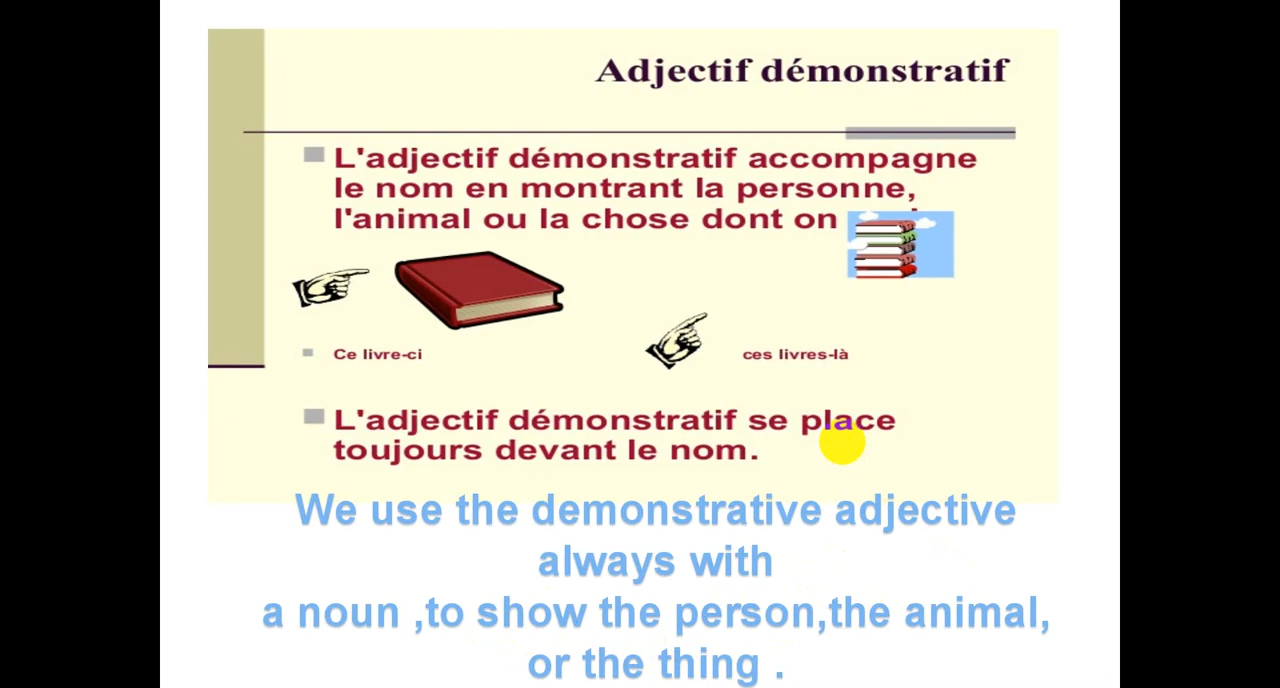 Adjectif démonstratif
L'adjectif démonstratif accompagne
le nom en montrant la personne,
l'animal ou la chose dont on
Ce livre-ci
ces livres-là
L'adjectif démonstratif se place
toujours devant le nom.
We use the demonstrative adjective
always with
a noun ,to show the person,the animal,
or the thing .